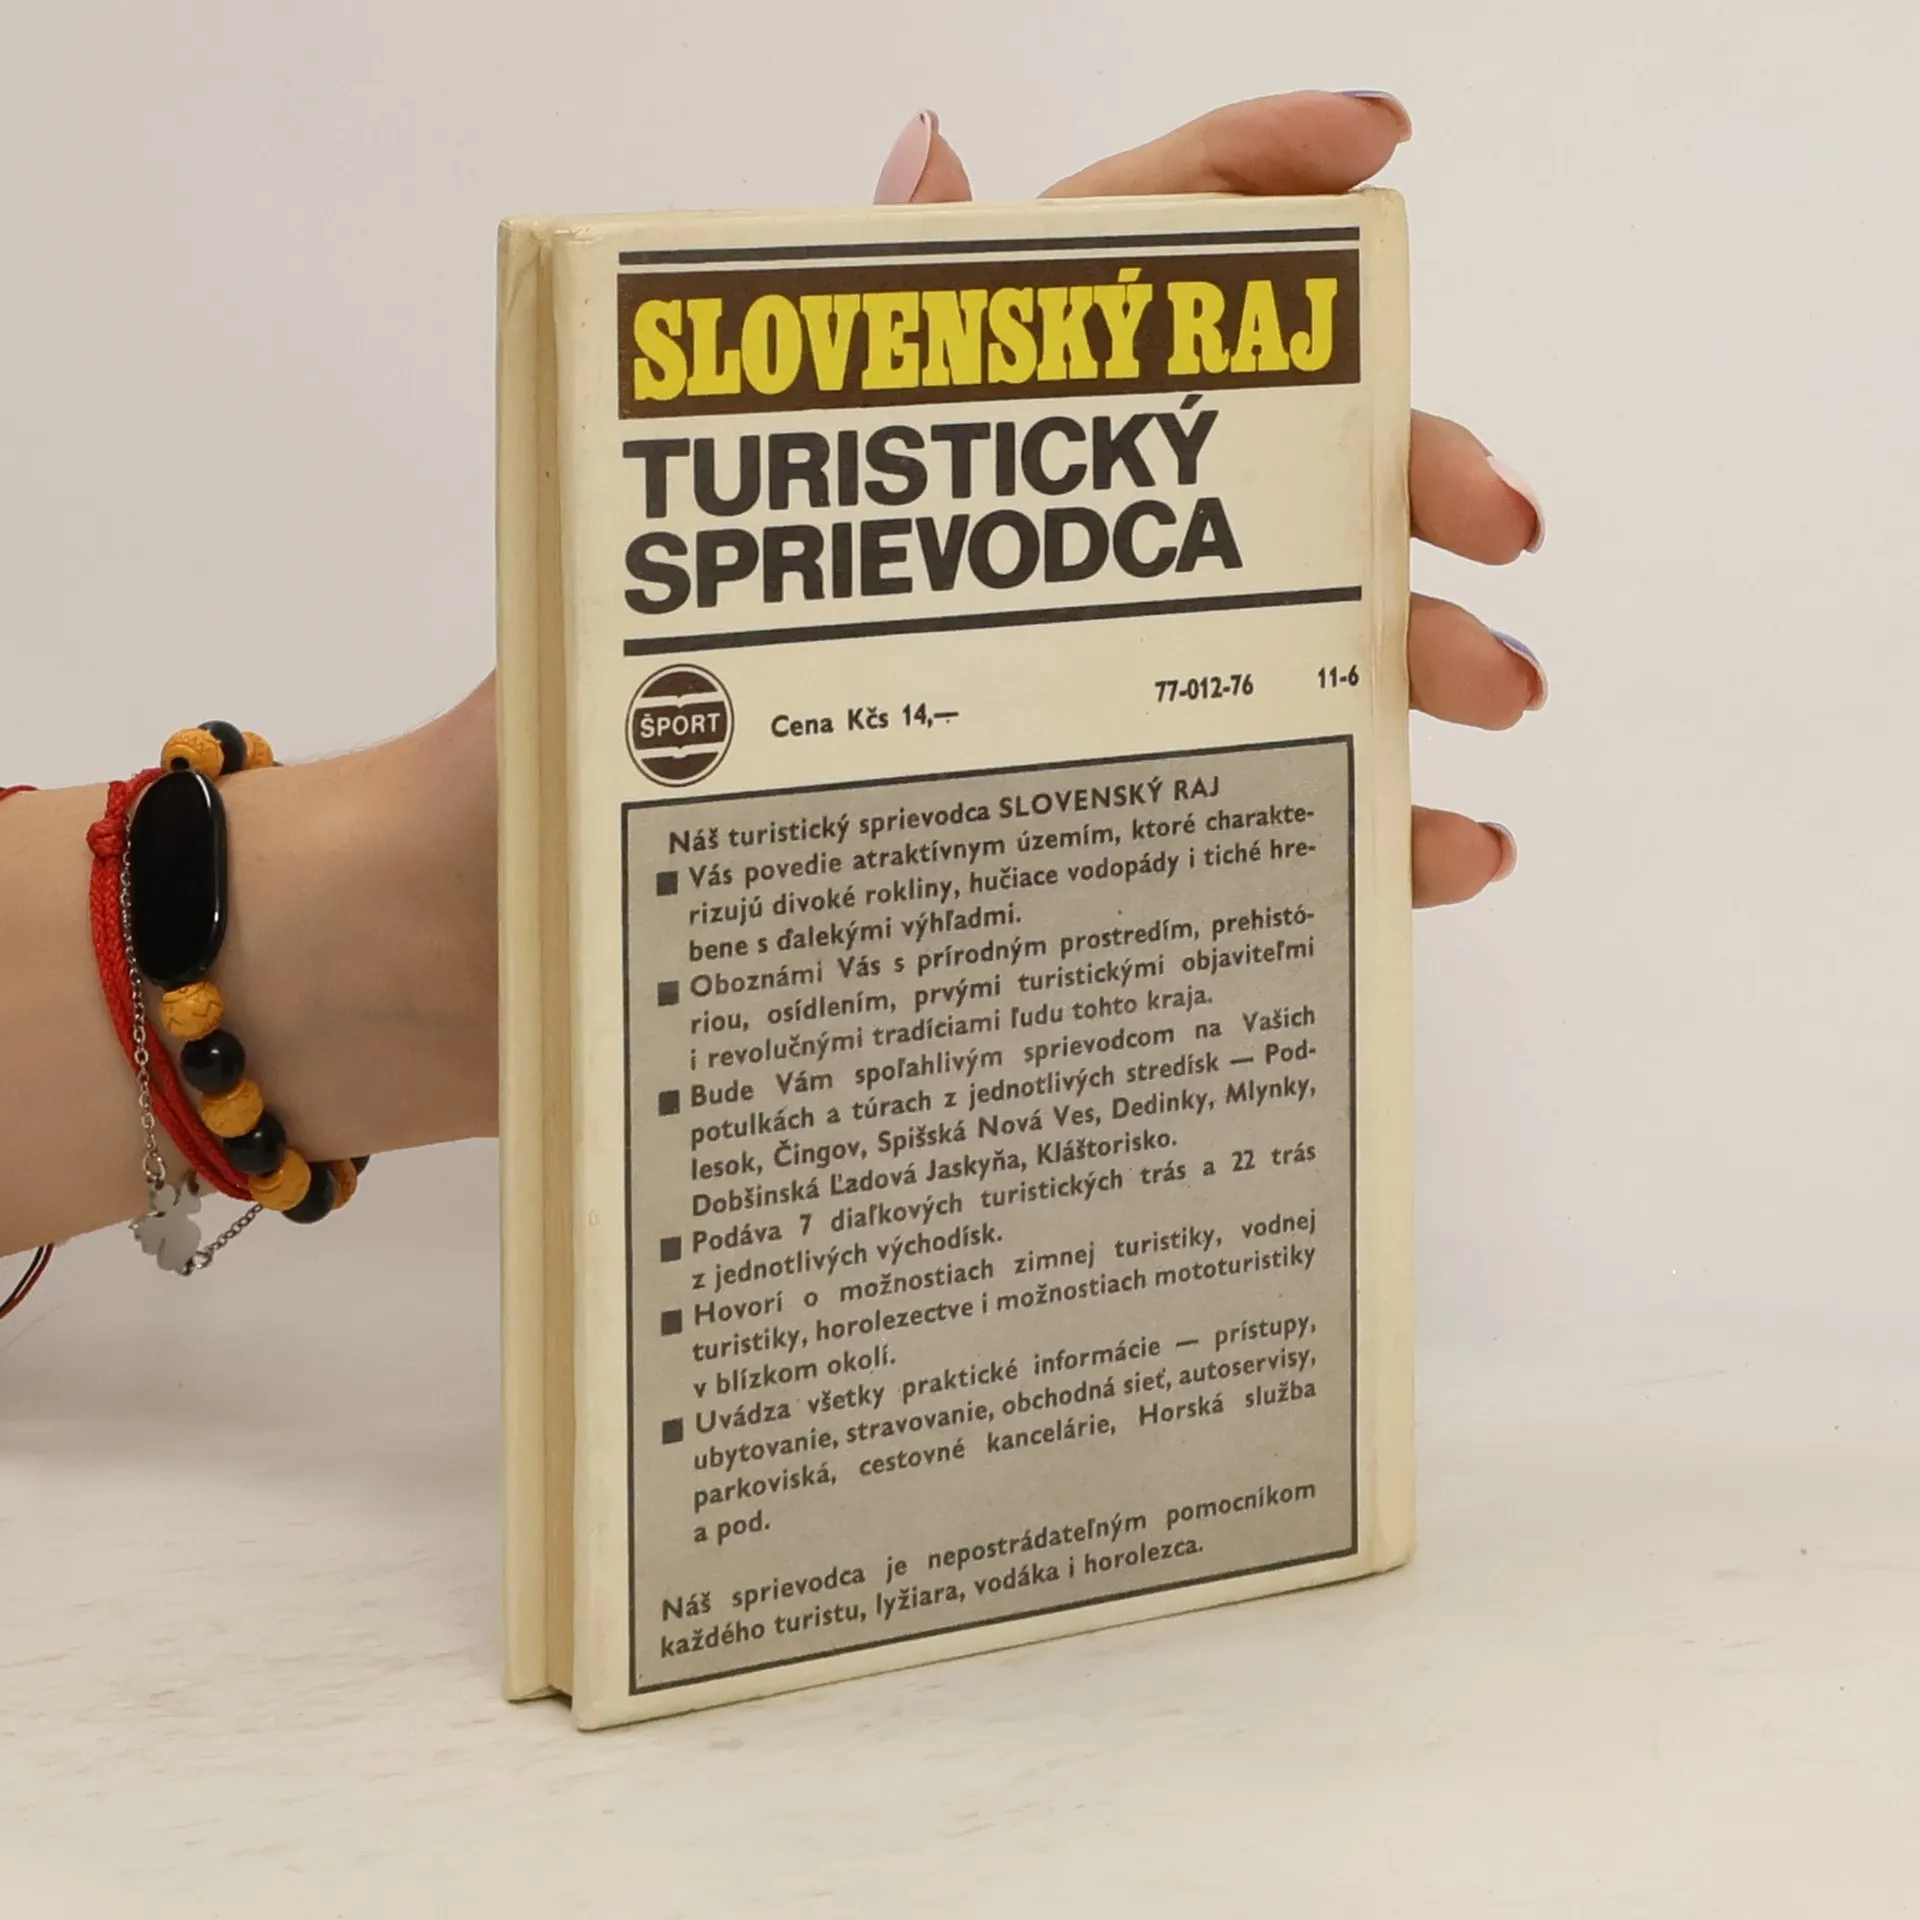 SLOVENSKÝ RAJ
TURISTICKÝ
SPRIEVODCA
ŠPORT
Cena Kčs 14,—
77-012-76 11-6
Náš turistický sprievodca SLOVENSKÝ RAJ
■ Vás povedie atraktívnym územím, ktoré charakte-
rizujú divoké rokliny, hučiace vodopády i tiché hre-
bene s ďalekými výhľadmi.
■ Oboznámi Vás s prírodným prostredím, prehistó-
riou, osídlením, prvými turistickými objaviteľmi
i revolučnými tradíciami ľudu tohto kraja.
■ Bude Vám spoľahlivým sprievodcom na Vašich
potulkách a túrach z jednotlivých stredísk — Pod-
lesok, Čingov, Spišská Nová Ves, Dedinky, Mlynky,
Dobšinská Ľadová Jaskyňa, Kláštorisko.
■ Podáva 7 diaľkových turistických trás a 22 trás
z jednotlivých východísk.
■ Hovorí o možnostiach zimnej turistiky, vodnej
turistiky, horolezectve i možnostiach mototuristiky
v blízkom okolí.
■ Uvádza všetky praktické informácie — prístupy,
ubytovanie, stravovanie, obchodná sieť, autoservisy,
parkoviská, cestovné kancelárie, Horská služba
a pod.
Náš sprievodca je nepostrádateľným pomocníkom
každého turistu, lyžiara, vodáka i horolezca.